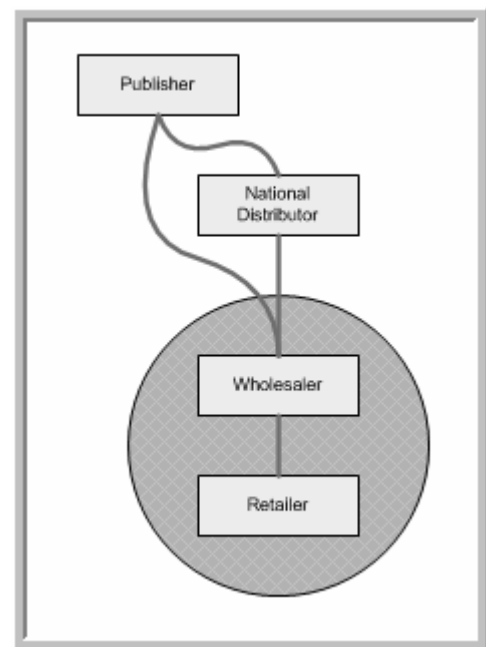 Publisher
National
Distributor
Wholesaler
Retailer